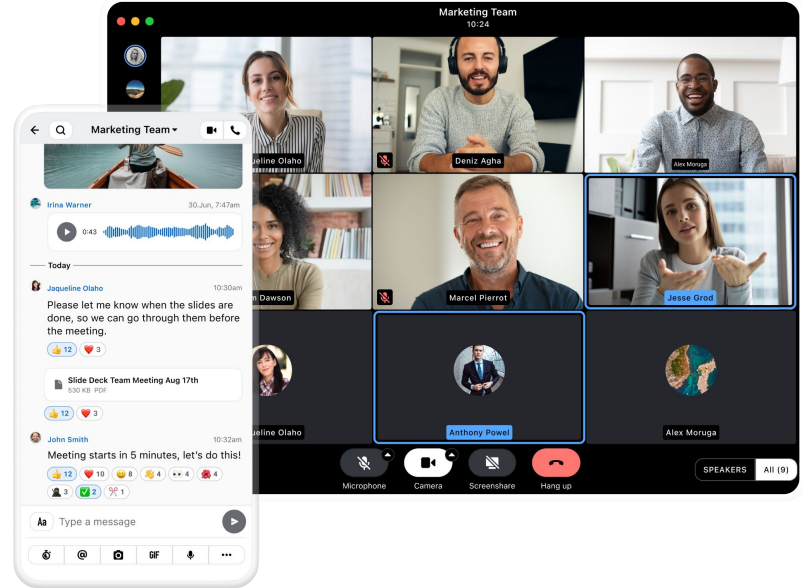 Marketing Team
10:24
ueline Olaho
Deniz Agha
Alex Moruga
m Dawson
Marcel Pierrot
Jesse Grod
ueline Olaho
Anthony Powel
Alex Moruga
Microphone
Camera
Screenshare
Hang up
SPEAKERS
All (9)
Marketing Team
Irina Warner
30.Jun, 7:47am
0:43
Today
Jaqueline Olaho
10:30am
Please let me know when the slides are
done, so we can go through them before
the meeting.
12
3
Slide Deck Team Meeting Aug 17th
530 KB PDF
12
3
John Smith
10:32am
Meeting starts in 5 minutes, let's do this!
12
10
8
4
4
4
3
2
1
Aa
Type a message
@
GIF